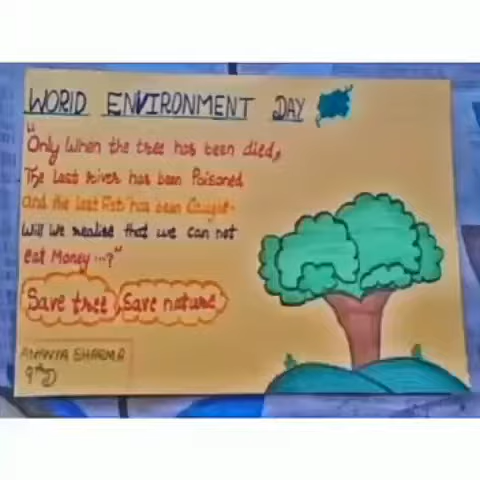 WORID ENVIRONMENT DAY
"Only When the tree has been died,
The Last river has been Poisoned
and the last Fish has been Caught-
Will We realise that we can not
eat Money...?"
Save tree, Save nature
ANANYA SHARMA
9th D